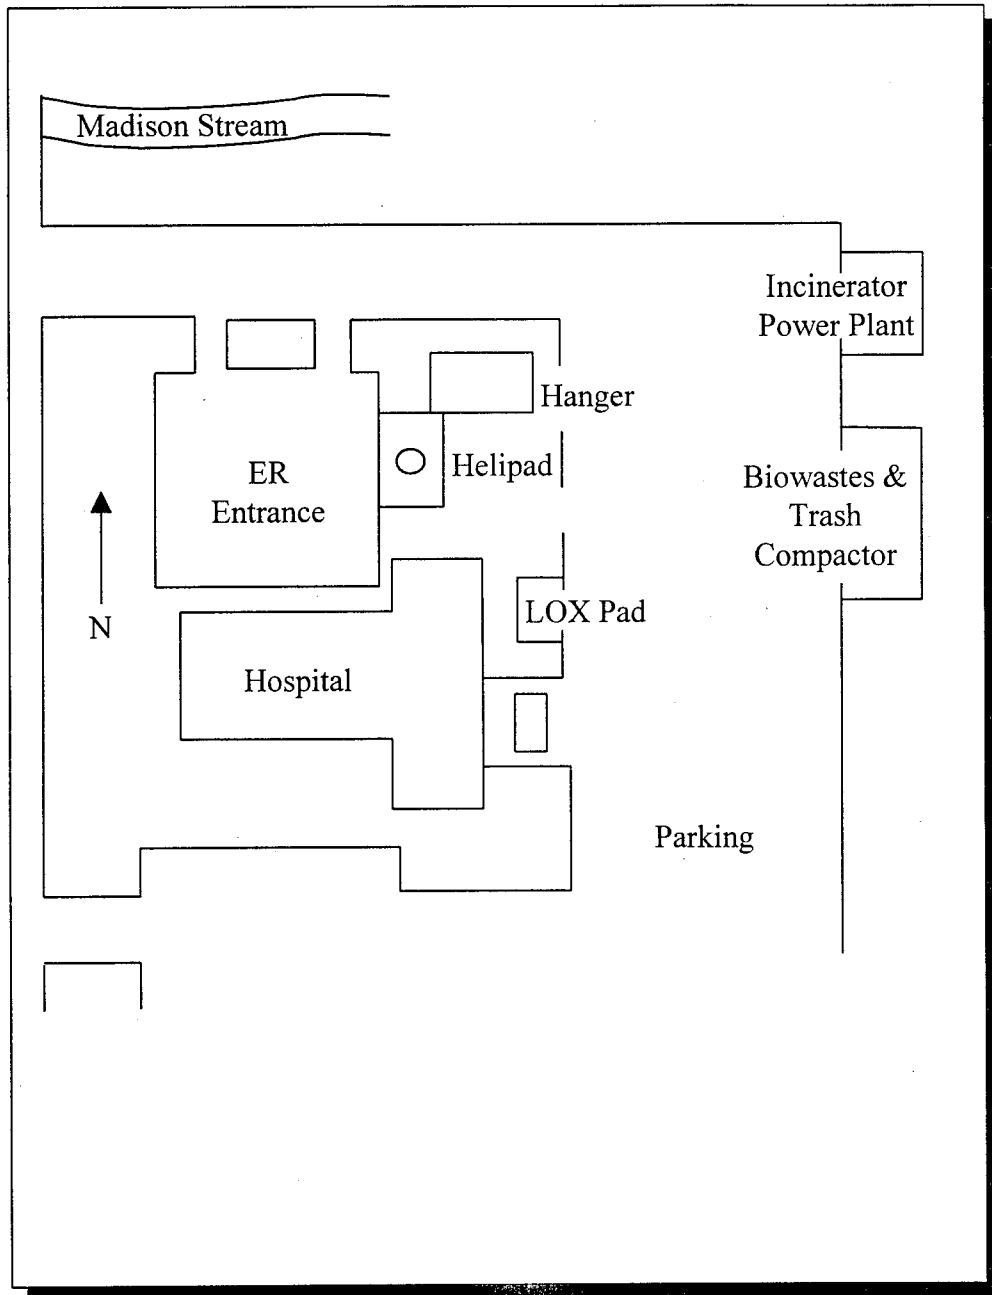 Madison Stream
Incinerator
Power Plant
Hanger
ER
Entrance
Helipad
Biowastes &
Trash
Compactor
N
LOX Pad
Hospital
Parking